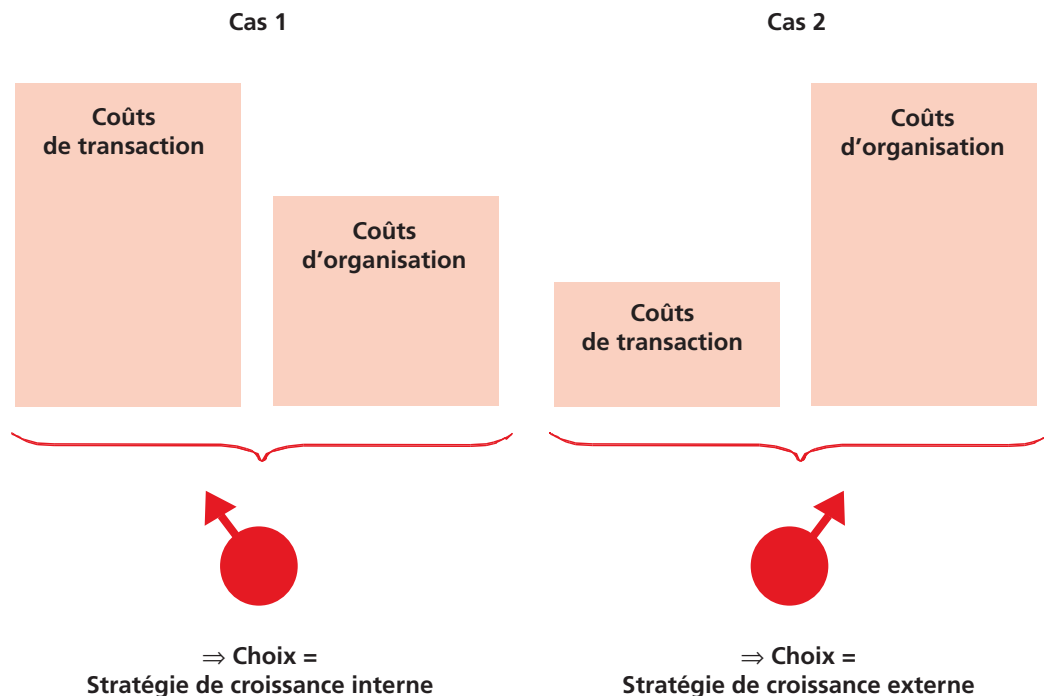 Cas 1
Coûts
de transaction
Coûts
d’organisation
⇒ Choix =
Stratégie de croissance interne
Cas 2
Coûts
de transaction
Coûts
d’organisation
⇒ Choix =
Stratégie de croissance externe